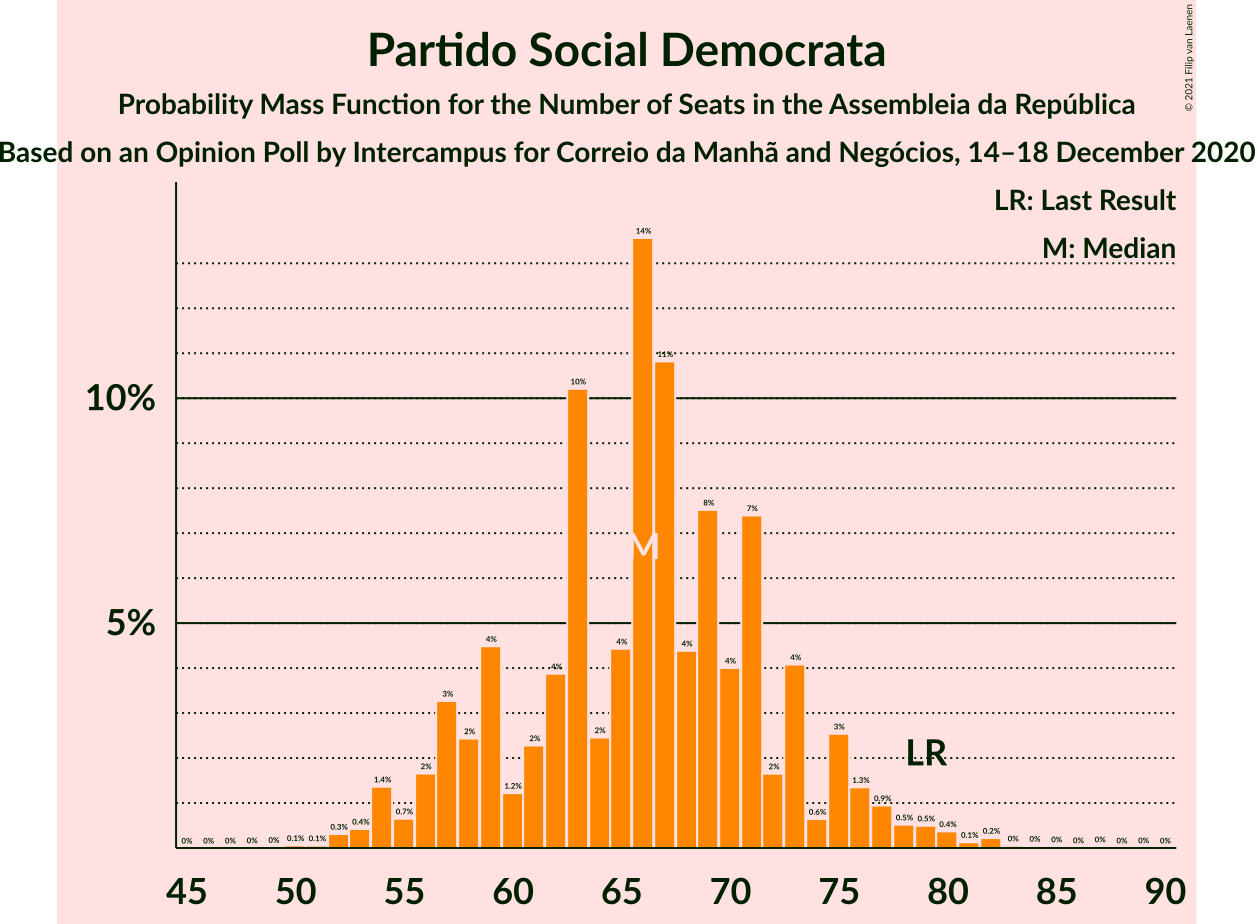 Partido Social Democrata
Probability Mass Function for the Number of Seats in the Assembleia da República
Based on an Opinion Poll by Intercampus for Correio da Manhã and Negócios, 14–18 December 2020
© 2021 Filip van Laenen
LR: Last Result
M: Median
10%
5%
0% 0% 0% 0% 0% 0.1% 0.1% 0.3% 0.4% 1.4% 0.7% 2% 3% 2% 4% 1.2% 2% 4% 10% 2% 4% 14% 11% 4% 8% 4% 7% 2% 4% 0.6% 3% 1.3% 0.9% 0.5% 0.5% 0.4% 0.1% 0.2% 0% 0% 0% 0% 0% 0% 0% 0%
M
LR
45 50 55 60 65 70 75 80 85 90